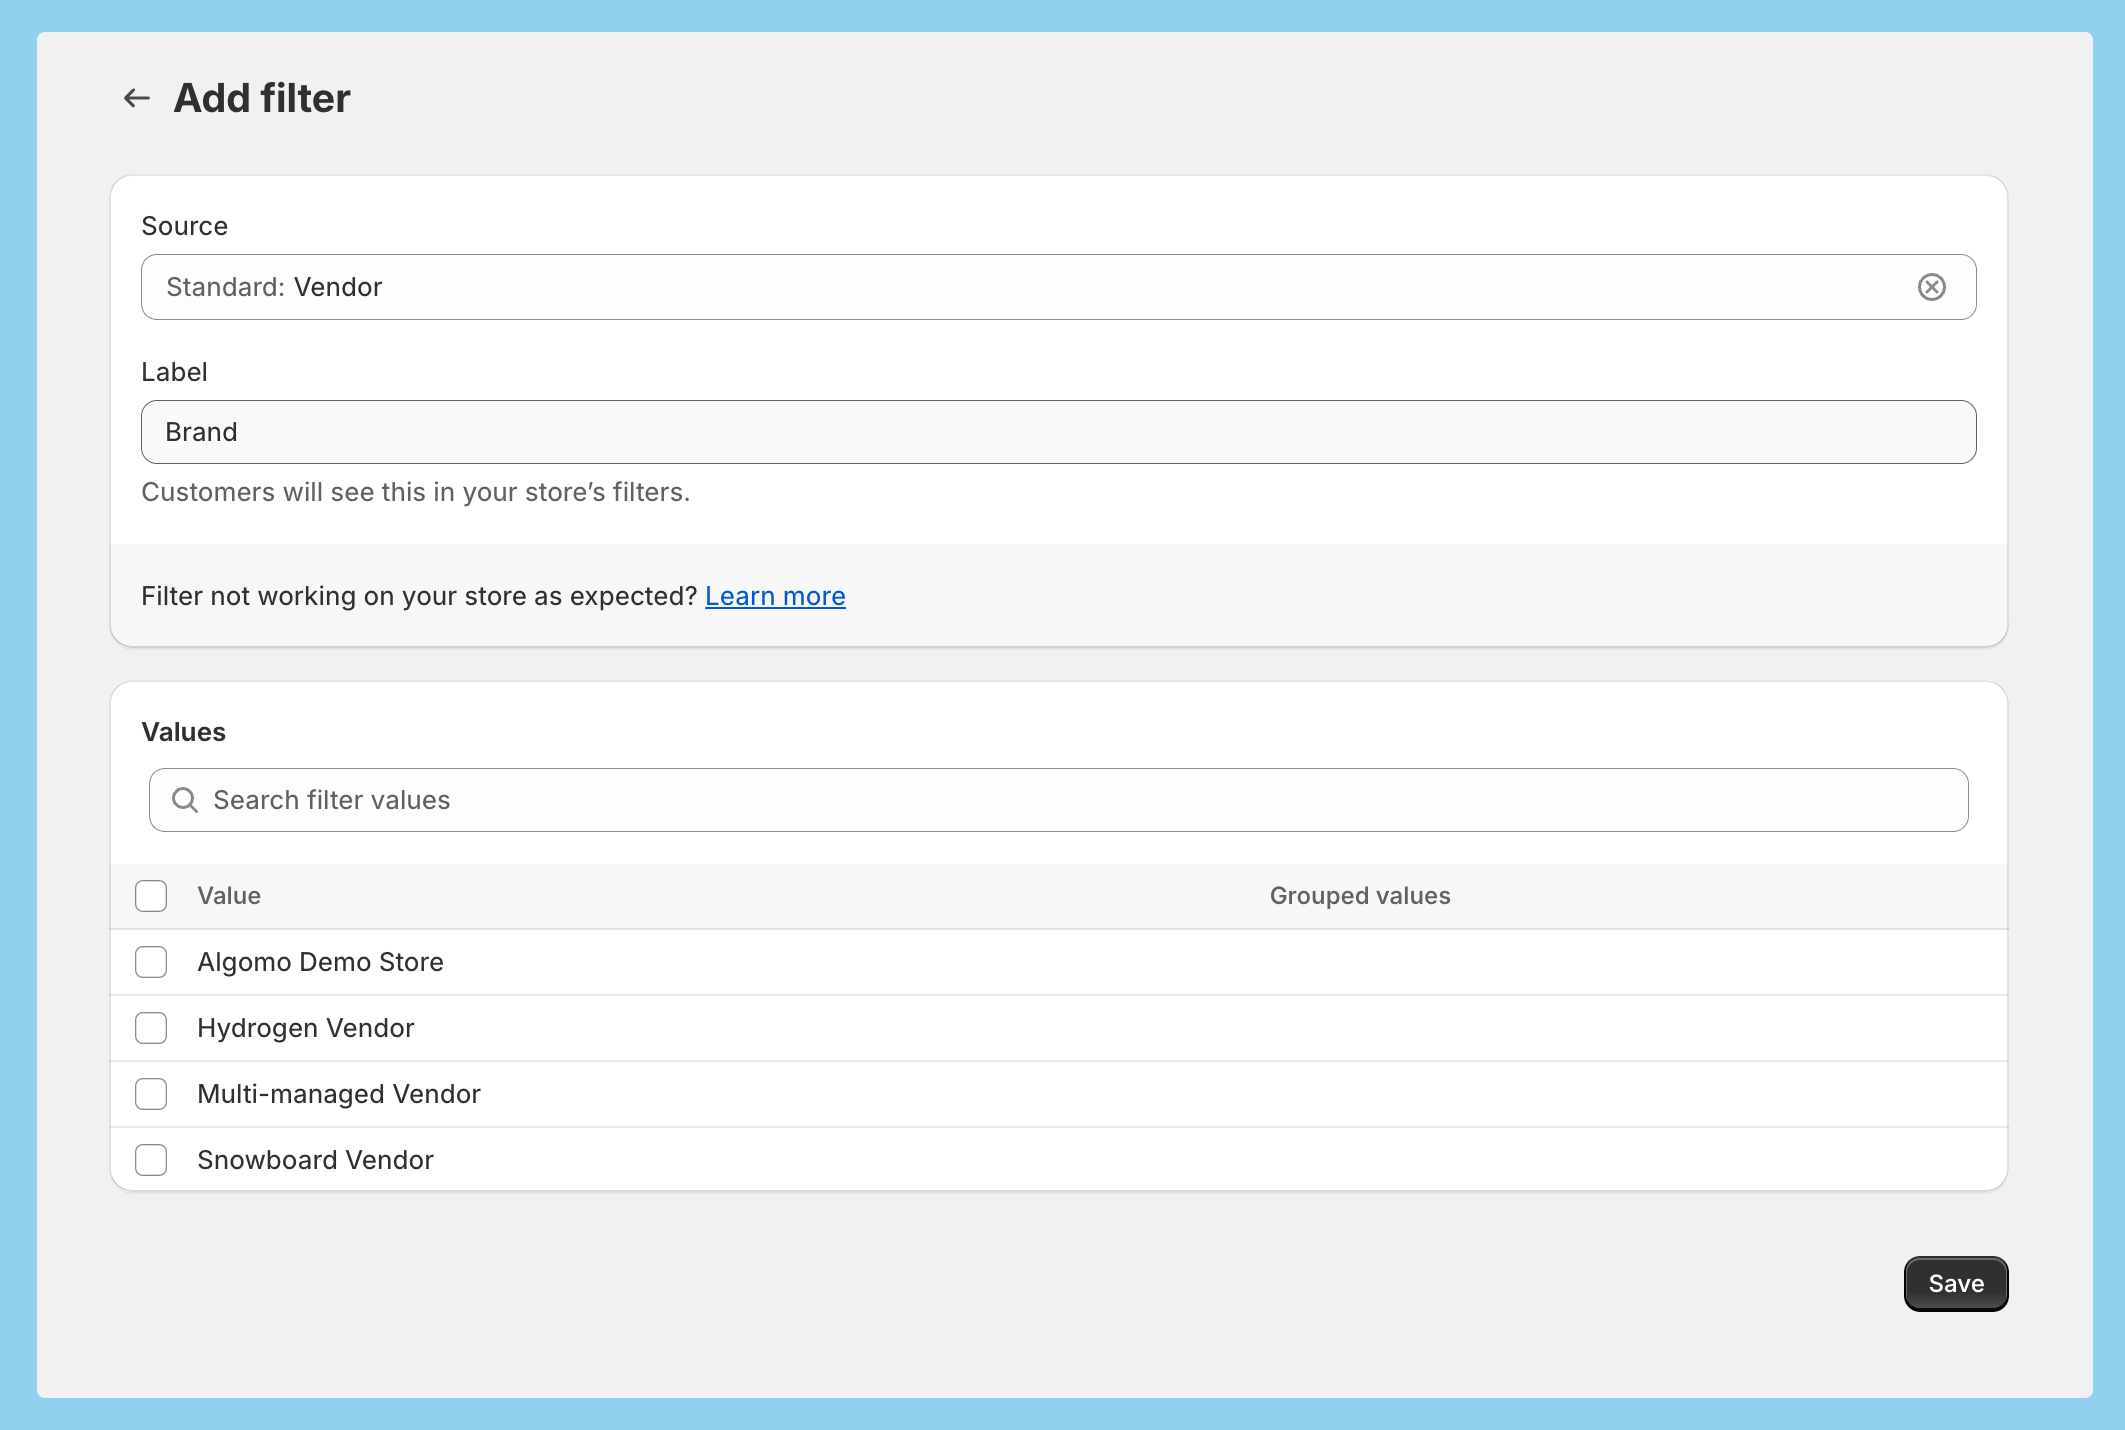 Add filter
Source
Standard: Vendor
Label
Brand
Customers will see this in your store’s filters.
Filter not working on your store as expected? Learn more
Values
Search filter values
Value Grouped values
Algomo Demo Store
Hydrogen Vendor
Multi-managed Vendor
Snowboard Vendor
Save